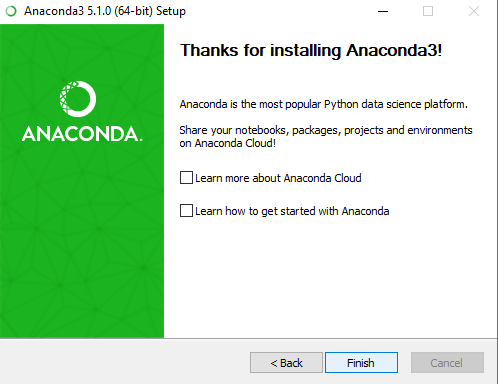 Anaconda3 5.1.0 (64-bit) Setup
Thanks for installing Anaconda3!
ANACONDA.
Anaconda is the most popular Python data science platform.
Share your notebooks, packages, projects and environments
on Anaconda Cloud!
Learn more about Anaconda Cloud
Learn how to get started with Anaconda
< Back
Finish
Cancel